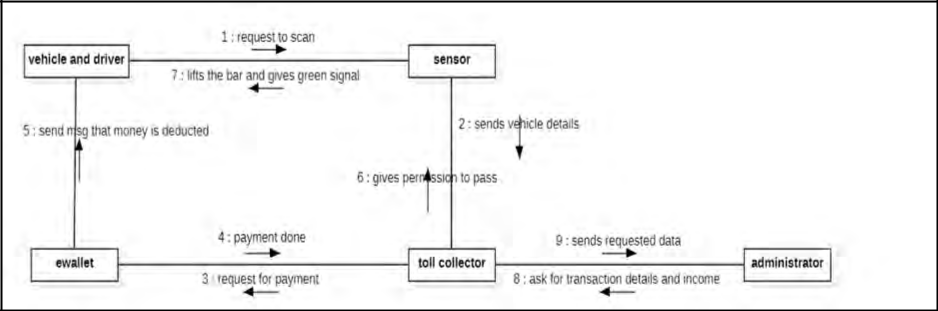 1 : request to scan
vehicle and driver
sensor
7 : lifts the bar and gives green signal
2 : sends vehicle details
5 : send msg that money is deducted
6 : gives permission to pass
4 : payment done
9 : sends requested data
ewallet
toll collector
administrator
3 : request for payment
8 : ask for transaction details and income